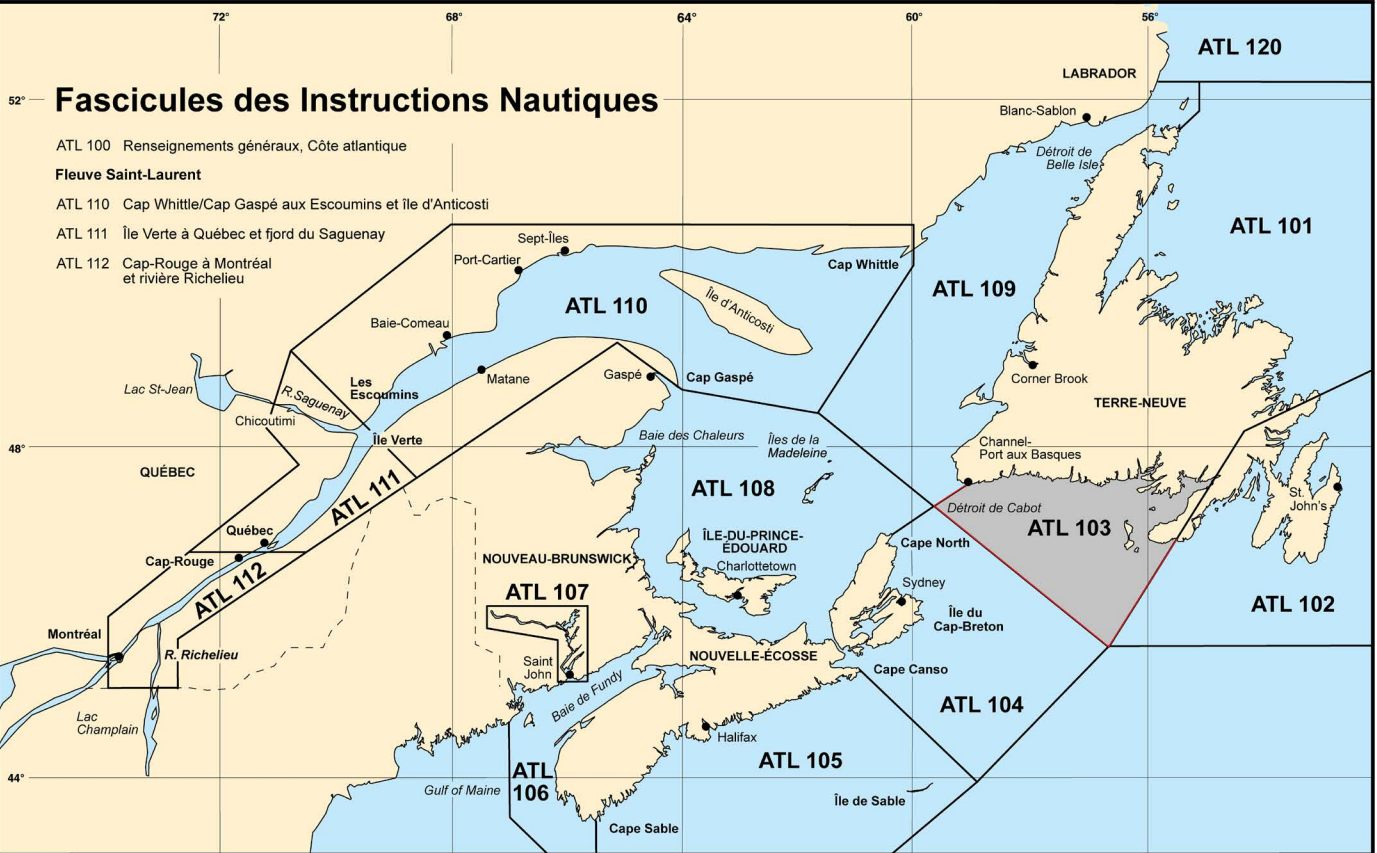 72° 68° 64° 60° 56°
ATL 120
LABRADOR
52°
Fascicules des Instructions Nautiques
Blanc-Sablon
ATL 100 Renseignements généraux, Côte atlantique
Détroit de
Belle Isle
Fleuve Saint-Laurent
ATL 110 Cap Whittle/Cap Gaspé aux Escoumins et île d'Anticosti
ATL 111 Île Verte à Québec et fjord du Saguenay
ATL 112 Cap-Rouge à Montréal
et rivière Richelieu
ATL 101
Sept-Îles
Port-Cartier
Cap Whittle
ATL 109
ATL 110
Île d'Anticosti
Baie-Comeau
Matane
Gaspé
Cap Gaspé
Corner Brook
Lac St-Jean
R. Saguenay
Les
Escoumins
Chicoutimi
TERRE-NEUVE
Île Verte
Baie des Chaleurs
Îles de la
Madeleine
Channel-
Port aux Basques
48°
QUÉBEC
ATL 111
ATL 108
St.
John's
Détroit de Cabot
ATL 103
Québec
Cap-Rouge
ÎLE-DU-PRINCE-
ÉDOUARD
Charlottetown
Cape North
NOUVEAU-BRUNSWICK
ATL 112
ATL 107
Sydney
Île du
Cap-Breton
ATL 102
Montréal
R. Richelieu
Saint
John
NOUVELLE-ÉCOSSE
Cape Canso
Baie de Fundy
ATL 104
Lac
Champlain
Halifax
ATL 105
44°
Gulf of Maine
ATL
106
Île de Sable
Cape Sable